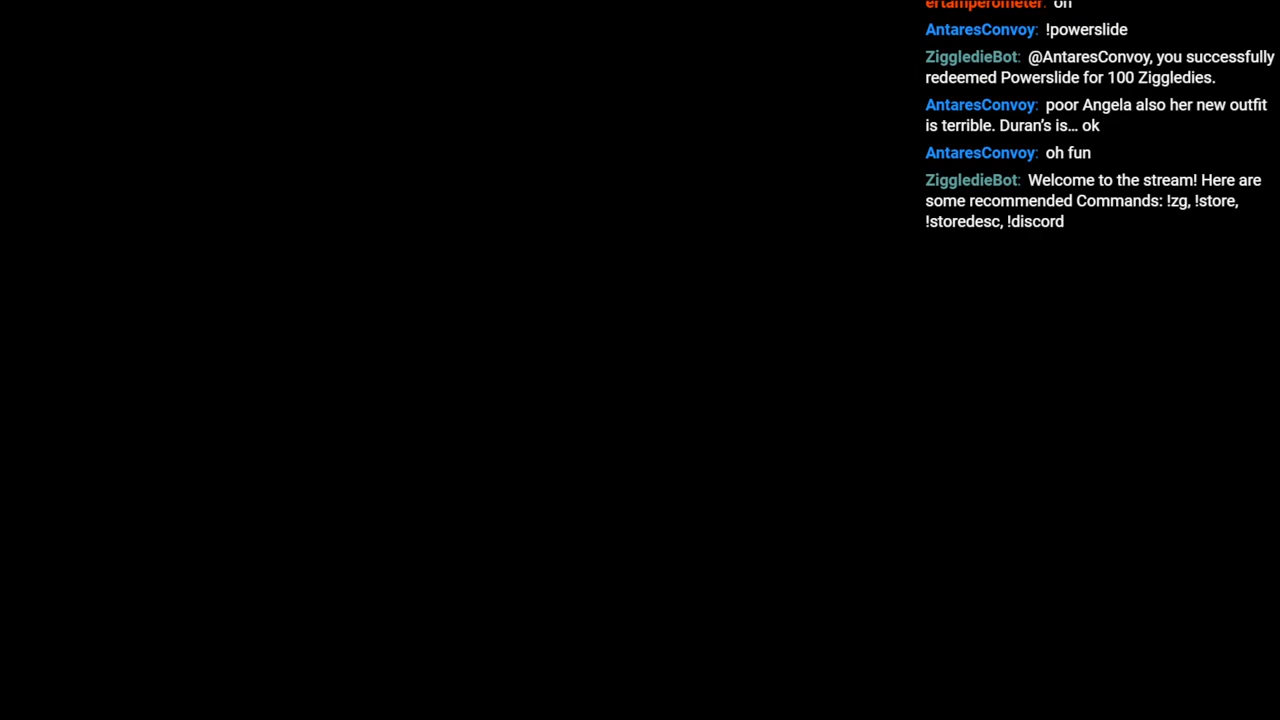 ertamperometer: oh
AntaresConvoy: !powerslide
ZiggledieBot: @AntaresConvoy, you successfully
redeemed Powerslide for 100 Ziggledies.
AntaresConvoy: poor Angela also her new outfit
is terrible. Duran’s is… ok
AntaresConvoy: oh fun
ZiggledieBot: Welcome to the stream! Here are
some recommended Commands: !zg, !store,
!storedesc, !discord